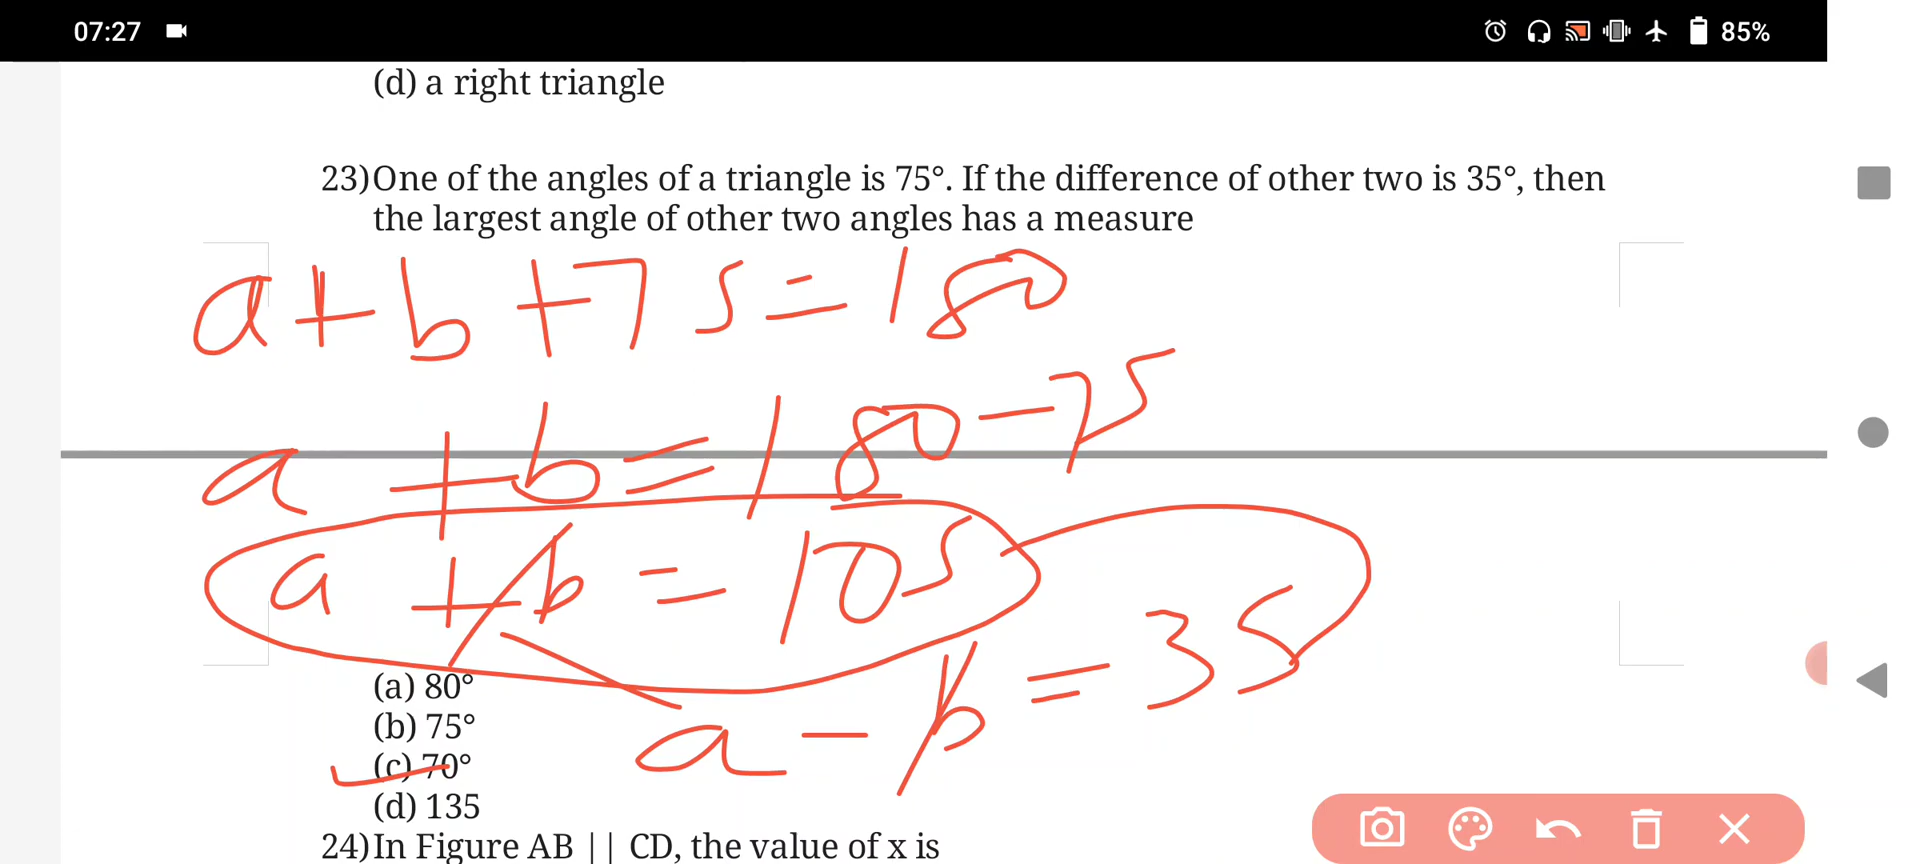 07:27 85%
(d) a right triangle
23)One of the angles of a triangle is 75°. If the difference of other two is 35°, then
the largest angle of other two angles has a measure
a+b+75=180
a+b=180-75
a+b=105
(a) 80°
a-b=35
(b) 75°
(c) 70°
(d) 135
24)In Figure AB || CD, the value of x is